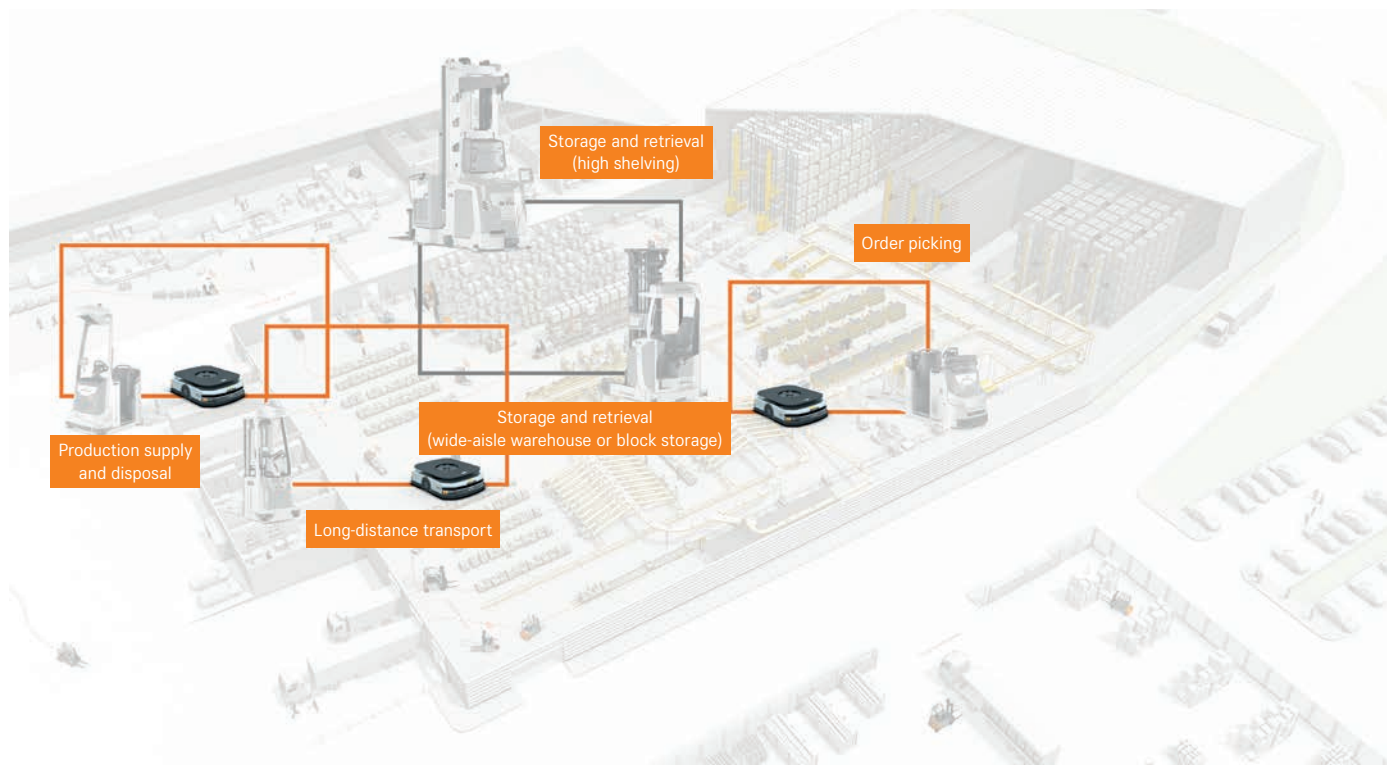 Storage and retrieval
(high shelving)
Order picking
Storage and retrieval
(wide-aisle warehouse or block storage)
Production supply
and disposal
Long-distance transport